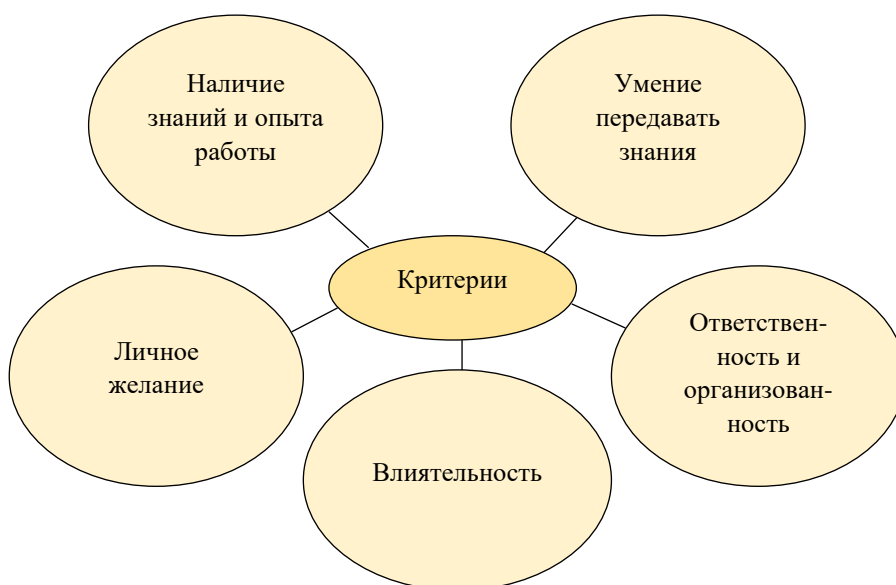 Наличие
знаний и опыта
работы
Умение
передавать
знания
Критерии
Личное
желание
Ответствен-
ность и
организован-
ность
Влиятельность